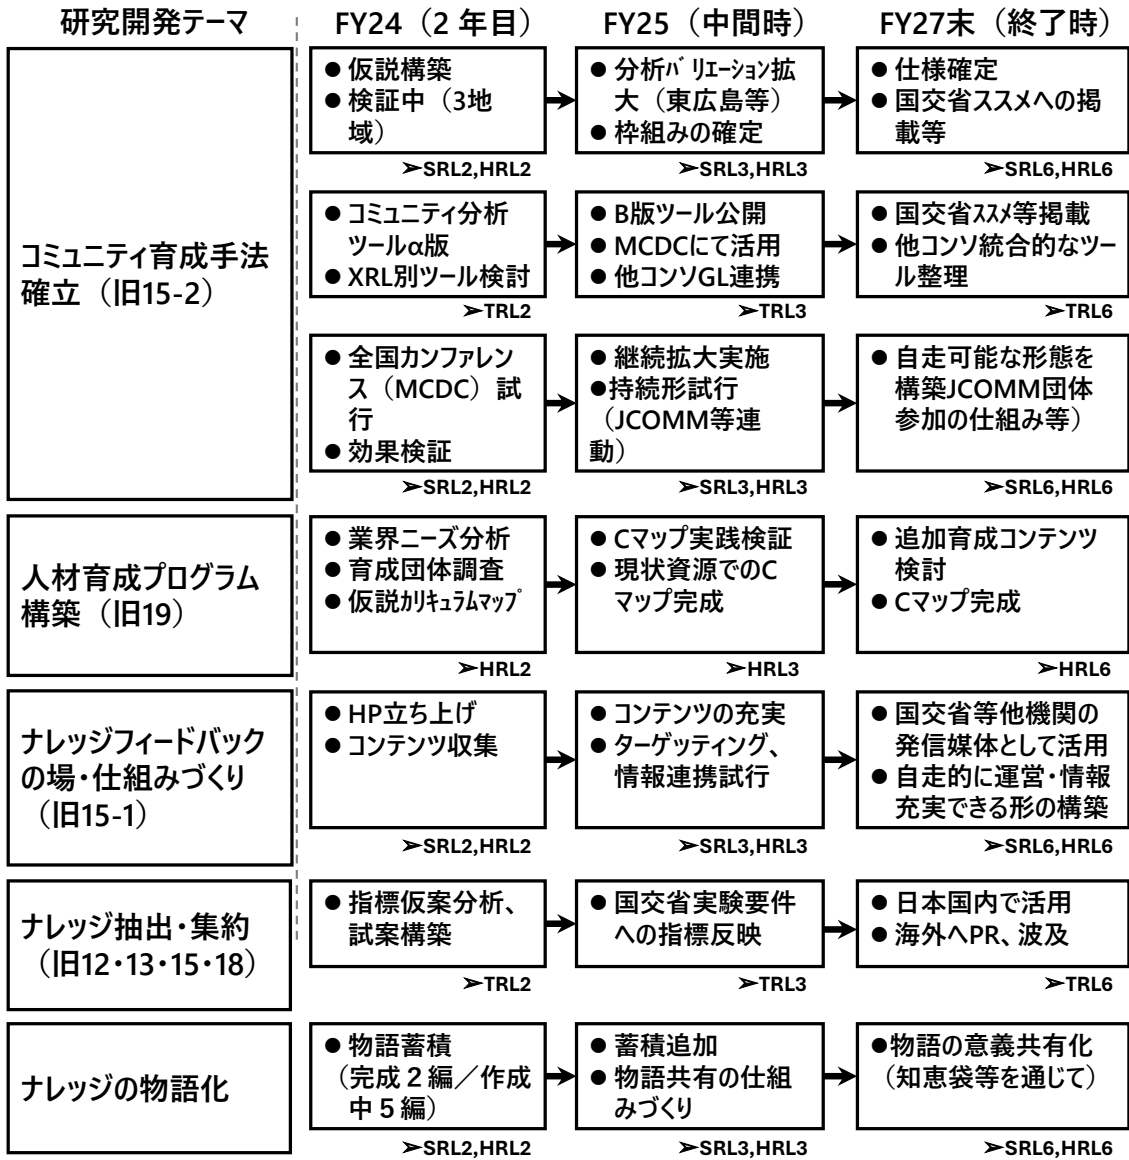 研究開発テーマ
FY24（2 年目）
FY25（中間時）
FY27末（終了時）
コミュニティ育成手法
確立（旧15-2）
● 仮説構築
● 検証中（3地
域）
➢SRL2,HRL2
● 分析ﾊﾞﾘｴｰｼｮﾝ拡
大（東広島等）
● 枠組みの確定
➢SRL3,HRL3
● 仕様確定
● 国交省ススメへの掲
載等
➢SRL6,HRL6
● コミュニティ分析
ツールα版
● XRL別ツール検討
➢TRL2
● B版ツール公開
● MCDCにて活用
● 他コンソGL連携
➢TRL3
● 国交省ｽｽﾒ等掲載
● 他コンソ統合的なツー
ル整理
➢TRL6
● 全国カンファレン
ス（MCDC）試
行
● 効果検証
➢SRL2,HRL2
● 継続拡大実施
●持続形試行
（JCOMM等連
動）
➢SRL3,HRL3
● 自走可能な形態を
構築JCOMM団体
参加の仕組み等）
➢SRL6,HRL6
人材育成プログラム
構築（旧19）
● 業界ニーズ分析
● 育成団体調査
● 仮説ｶﾘｷｭﾗﾑﾏｯﾌﾟ
➢HRL2
● Cマップ実践検証
● 現状資源でのC
マップ完成
➢HRL3
● 追加育成コンテンツ
検討
● Cマップ完成
➢HRL6
ナレッジフィードバック
の場・仕組みづくり
（旧15-1）
● HP立ち上げ
● コンテンツ収集
➢SRL2,HRL2
● コンテンツの充実
● ターゲッティング、
情報連携試行
➢SRL3,HRL3
● 国交省等他機関の
発信媒体として活用
● 自走的に運営・情報
充実できる形の構築
➢SRL6,HRL6
ナレッジ抽出・集約
（旧12・13・15・18）
● 指標仮案分析、
試案構築
➢TRL2
● 国交省実験要件
への指標反映
➢TRL3
● 日本国内で活用
● 海外へPR、波及
➢TRL6
ナレッジの物語化
● 物語蓄積
（完成２編／作成
中５編）
➢SRL2,HRL2
● 蓄積追加
● 物語共有の仕組
みづくり
➢SRL3,HRL3
●物語の意義共有化
（知恵袋等を通じて）
➢SRL6,HRL6